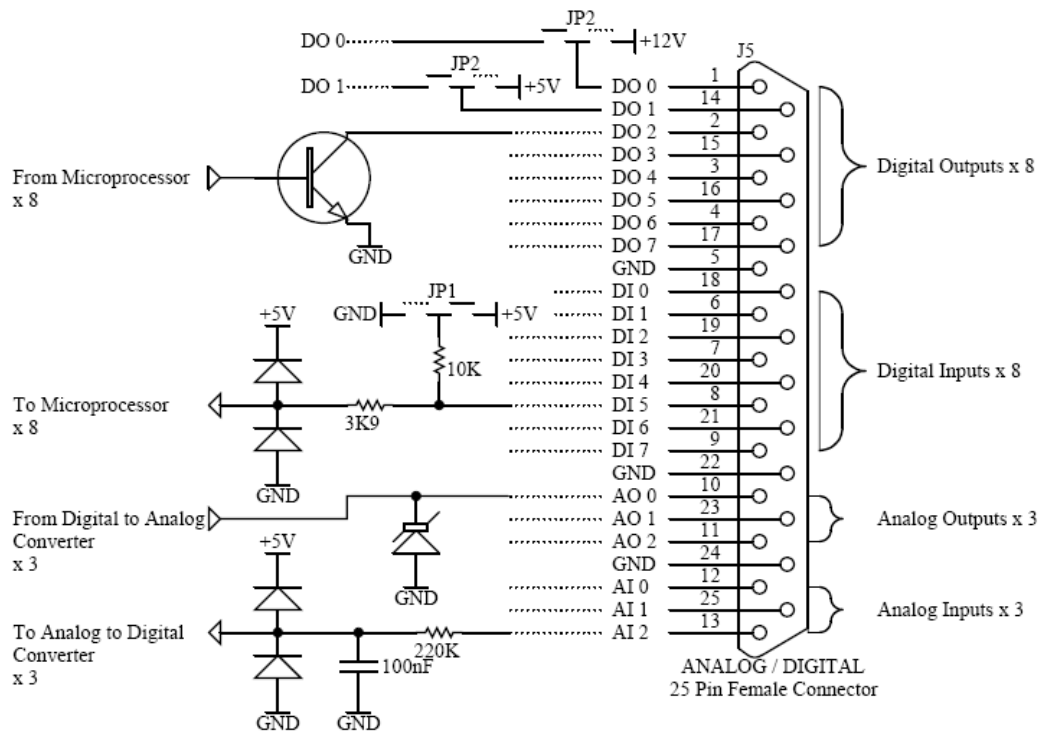 JP2
DO 0
+12V
J5
JP2
DO 1
+5V
DO 0 1
DO 1 14
DO 2 2
DO 3 15
DO 4 3
DO 5 16
DO 6 4
DO 7 17
GND 5
DI 0 18
DI 1 6
DI 2 19
DI 3 7
DI 4 20
DI 5 8
DI 6 21
DI 7 9
GND 22
AO 0 10
AO 1 23
AO 2 11
GND 24
AI 0 12
AI 1 25
AI 2 13
Digital Outputs x 8
Digital Inputs x 8
Analog Outputs x 3
Analog Inputs x 3
ANALOG / DIGITAL
25 Pin Female Connector
From Microprocessor
x 8
GND
JP1
GND
+5V
+5V
10K
To Microprocessor
x 8
3K9
GND
From Digital to Analog
Converter
x 3
+5V
GND
To Analog to Digital
Converter
x 3
220K
100nF
GND
GND